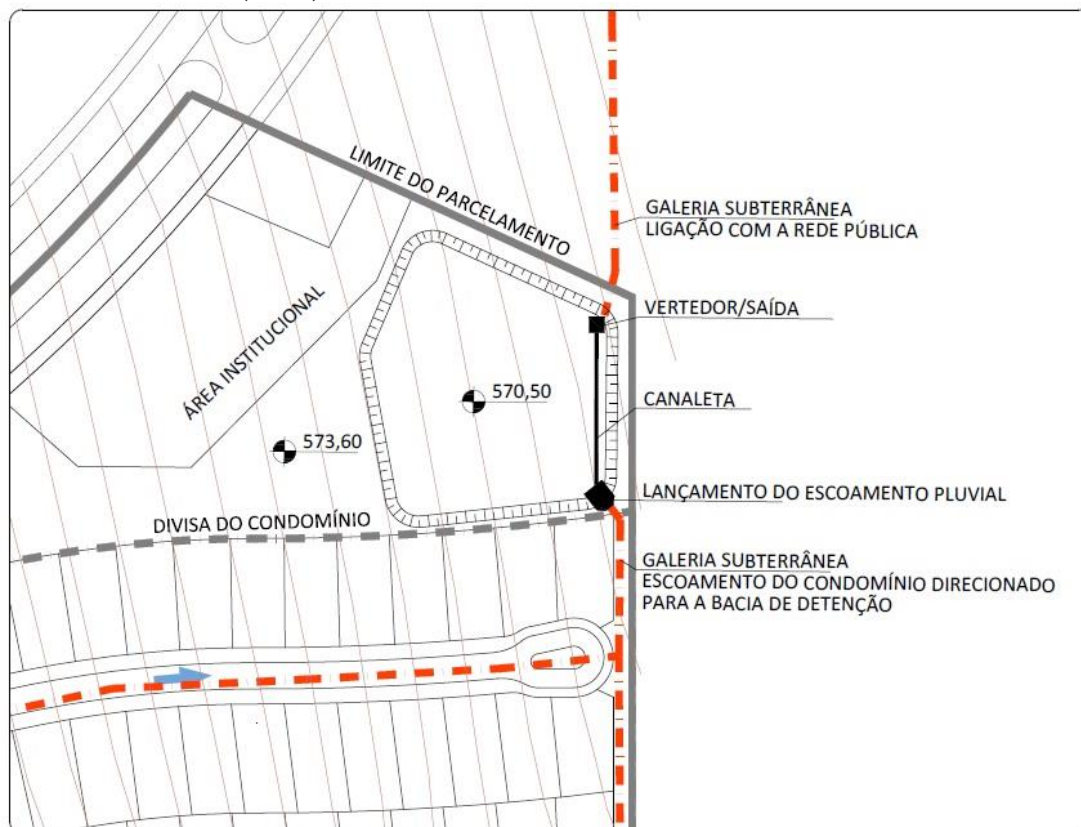 LIMITE DO PARCELAMENTO
GALERIA SUBTERRÂNEA
LIGAÇÃO COM A REDE PÚBLICA
VERTEDOR/SAÍDA
ÁREA INSTITUCIONAL
570,50
CANALETA
573,60
LANÇAMENTO DO ESCOAMENTO PLUVIAL
DIVISA DO CONDOMÍNIO
GALERIA SUBTERRÂNEA
ESCOAMENTO DO CONDOMÍNIO DIRECIONADO
PARA A BACIA DE DETENÇÃO